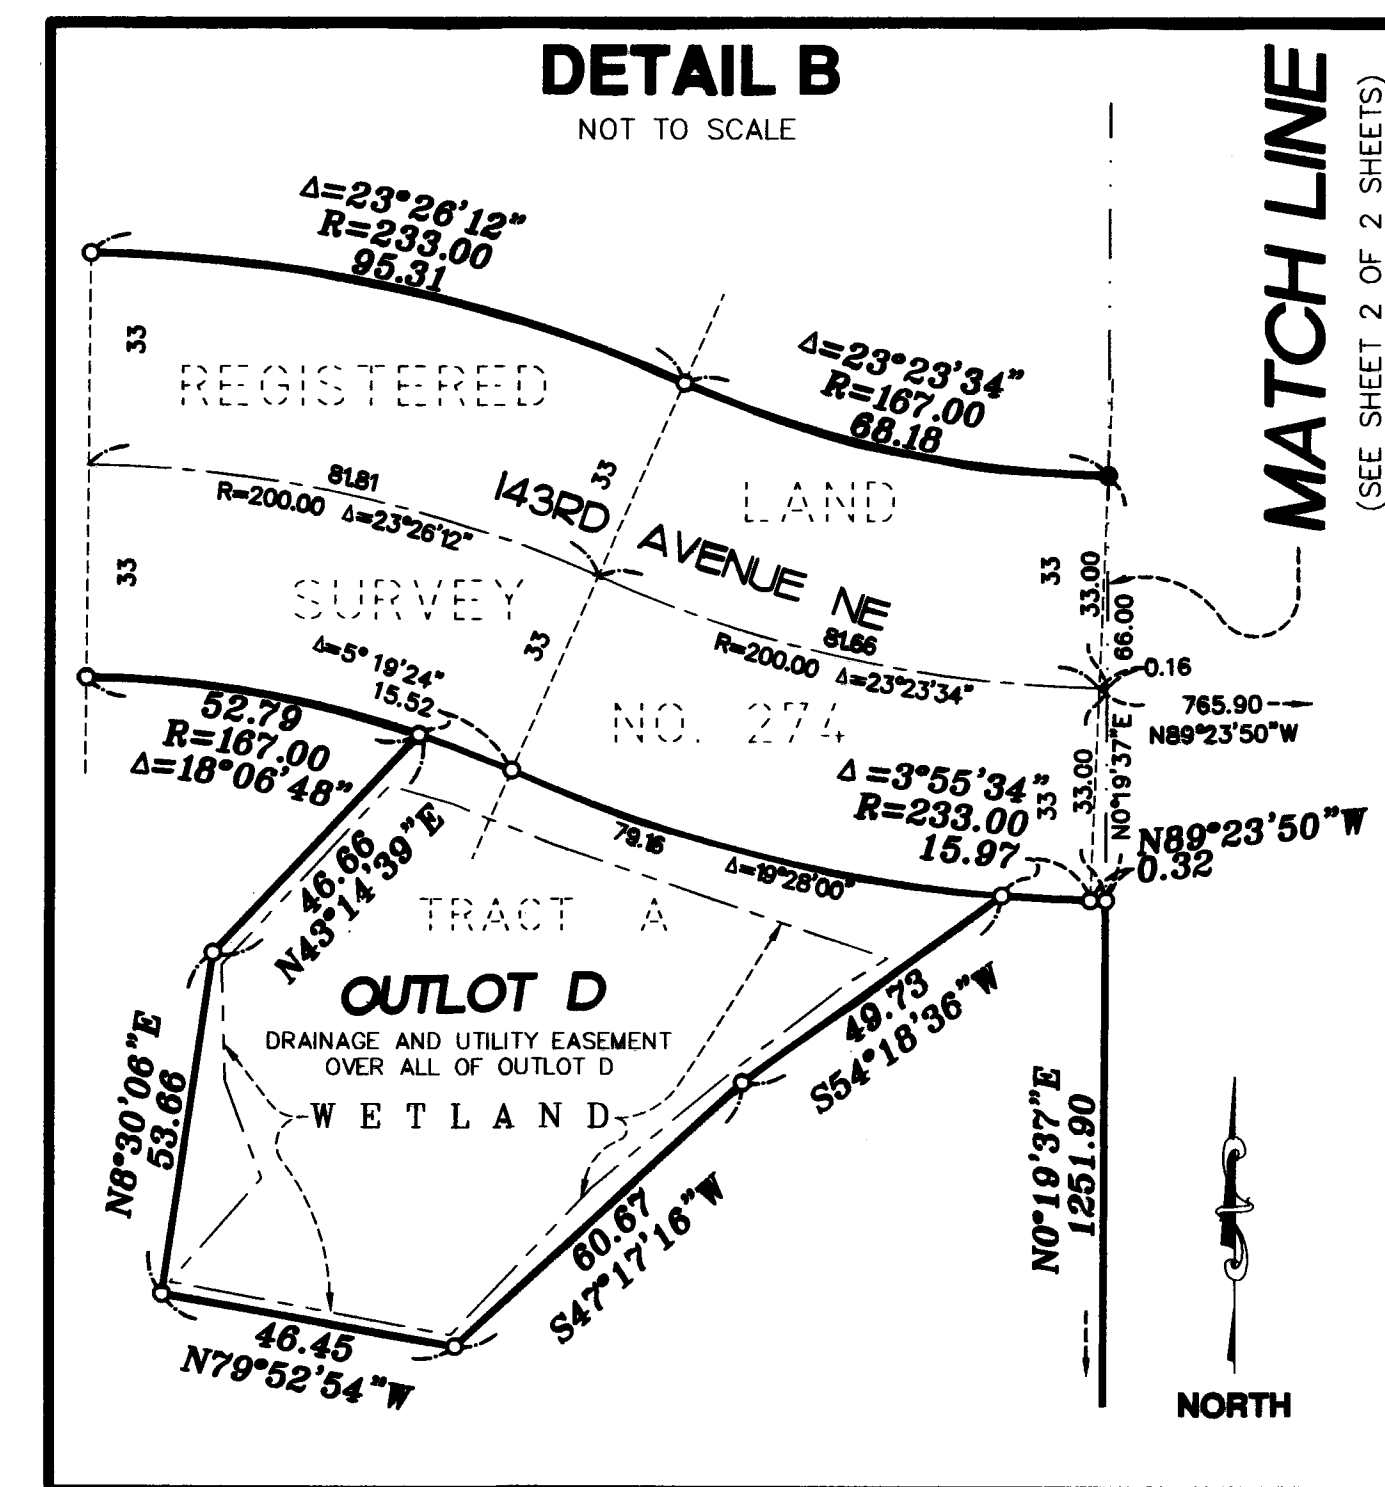 DETAIL B
NOT TO SCALE
MATCH LINE
(SEE SHEET 2 OF 2 SHEETS)
Δ=23°26'12"
R=233.00
95.31
Δ=23°23'34"
R=167.00
68.18
33
REGISTERED
LAND
81.81
R=200.00 Δ=23°26'12"
33
143RD AVENUE NE
33
SURVEY
33
33
33.00
66.00
81.66
R=200.00 Δ=23°23'34"
0.16
765.90
N89°23'50"W
Δ=5°19'24"
15.52
52.79
R=167.00
Δ=18°06'48"
NO. 274
Δ=3°55'34"
R=233.00
15.97
33
33.00
N0°19'37"E
N89°23'50"W
0.32
79.16
Δ=19°28'00"
46.66
N43°14'39"E
TRACT A
OUTLOT D
DRAINAGE AND UTILITY EASEMENT
OVER ALL OF OUTLOT D
WETLAND
49.73
S54°18'36"W
N8°30'06"E
53.66
60.67
S47°17'16"W
N0°19'37"E
1251.90
46.45
N79°52'54"W
NORTH